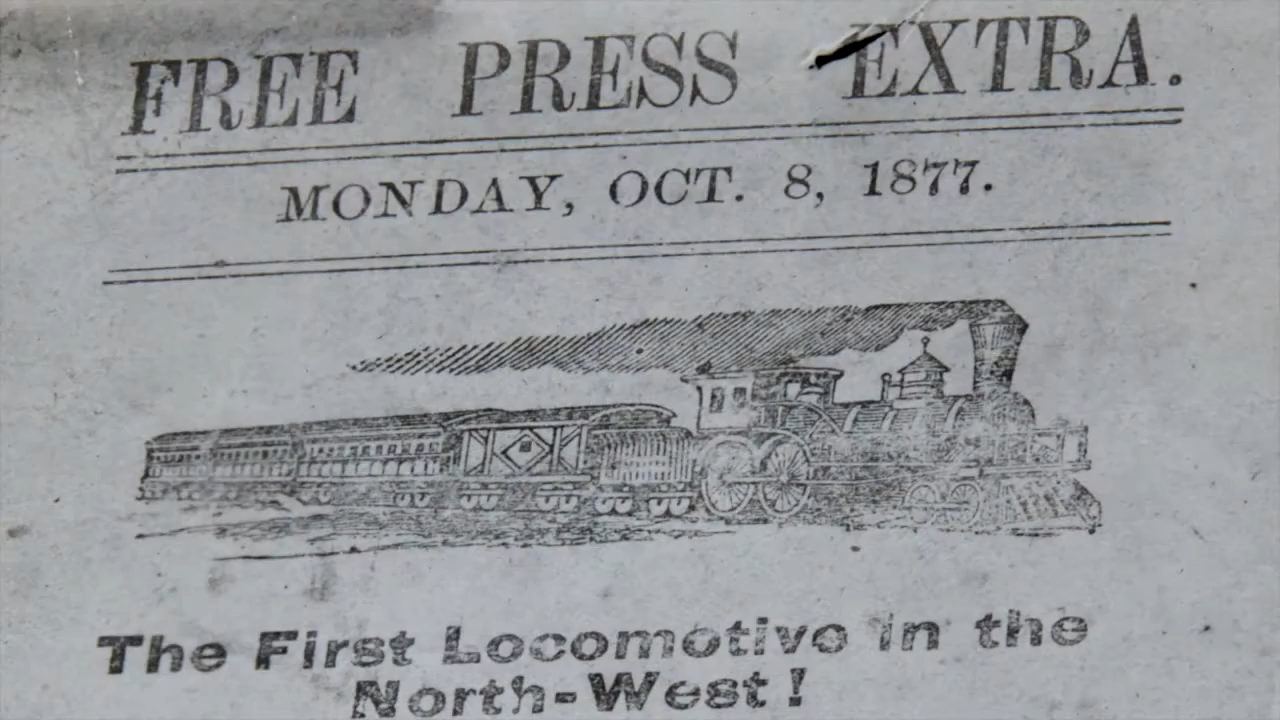 FREE PRESS EXTRA.
MONDAY, OCT. 8, 1877.
The First Locomotive in the
North-West!